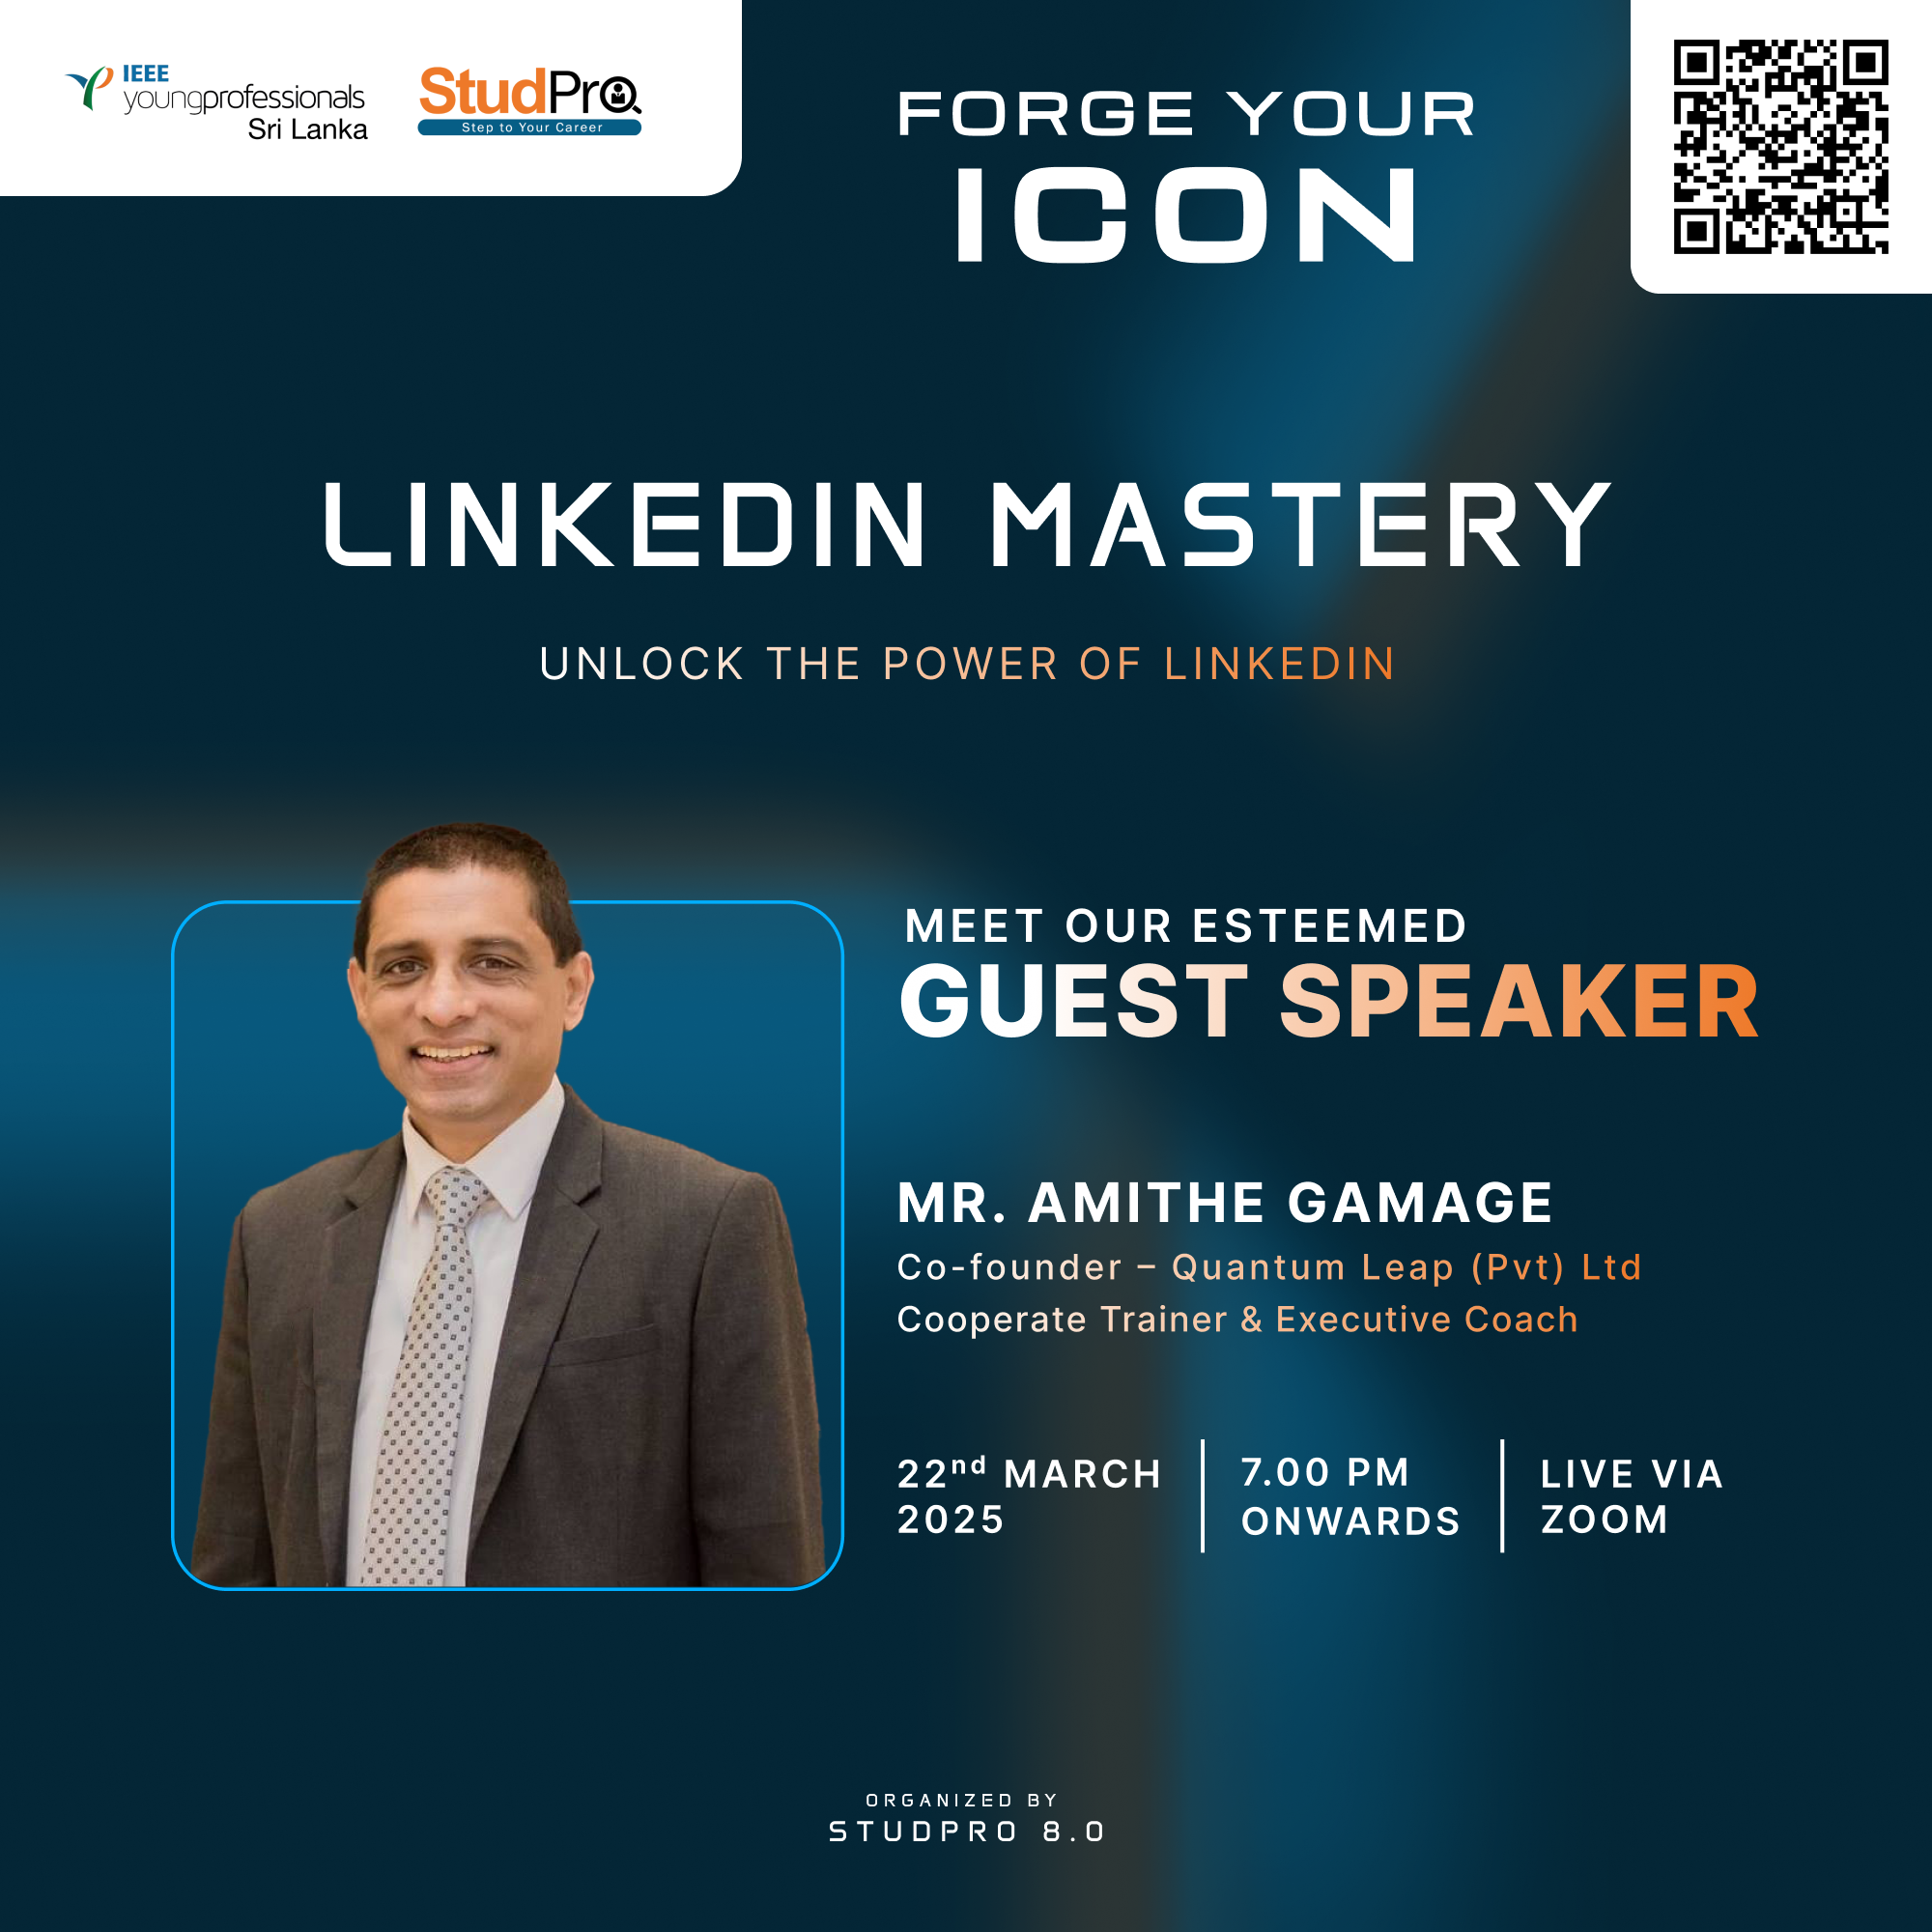 IEEE
youngprofessionals
Sri Lanka
StudPro
Step to Your Career
FORGE YOUR
ICON
LINKEDIN MASTERY
UNLOCK THE POWER OF LINKEDIN
MEET OUR ESTEEMED
GUEST SPEAKER
MR. AMITHE GAMAGE
Co-founder – Quantum Leap (Pvt) Ltd
Cooperate Trainer & Executive Coach
22nd MARCH
2025
7.00 PM
ONWARDS
LIVE VIA
ZOOM
ORGANIZED BY
STUDPRO 8.0